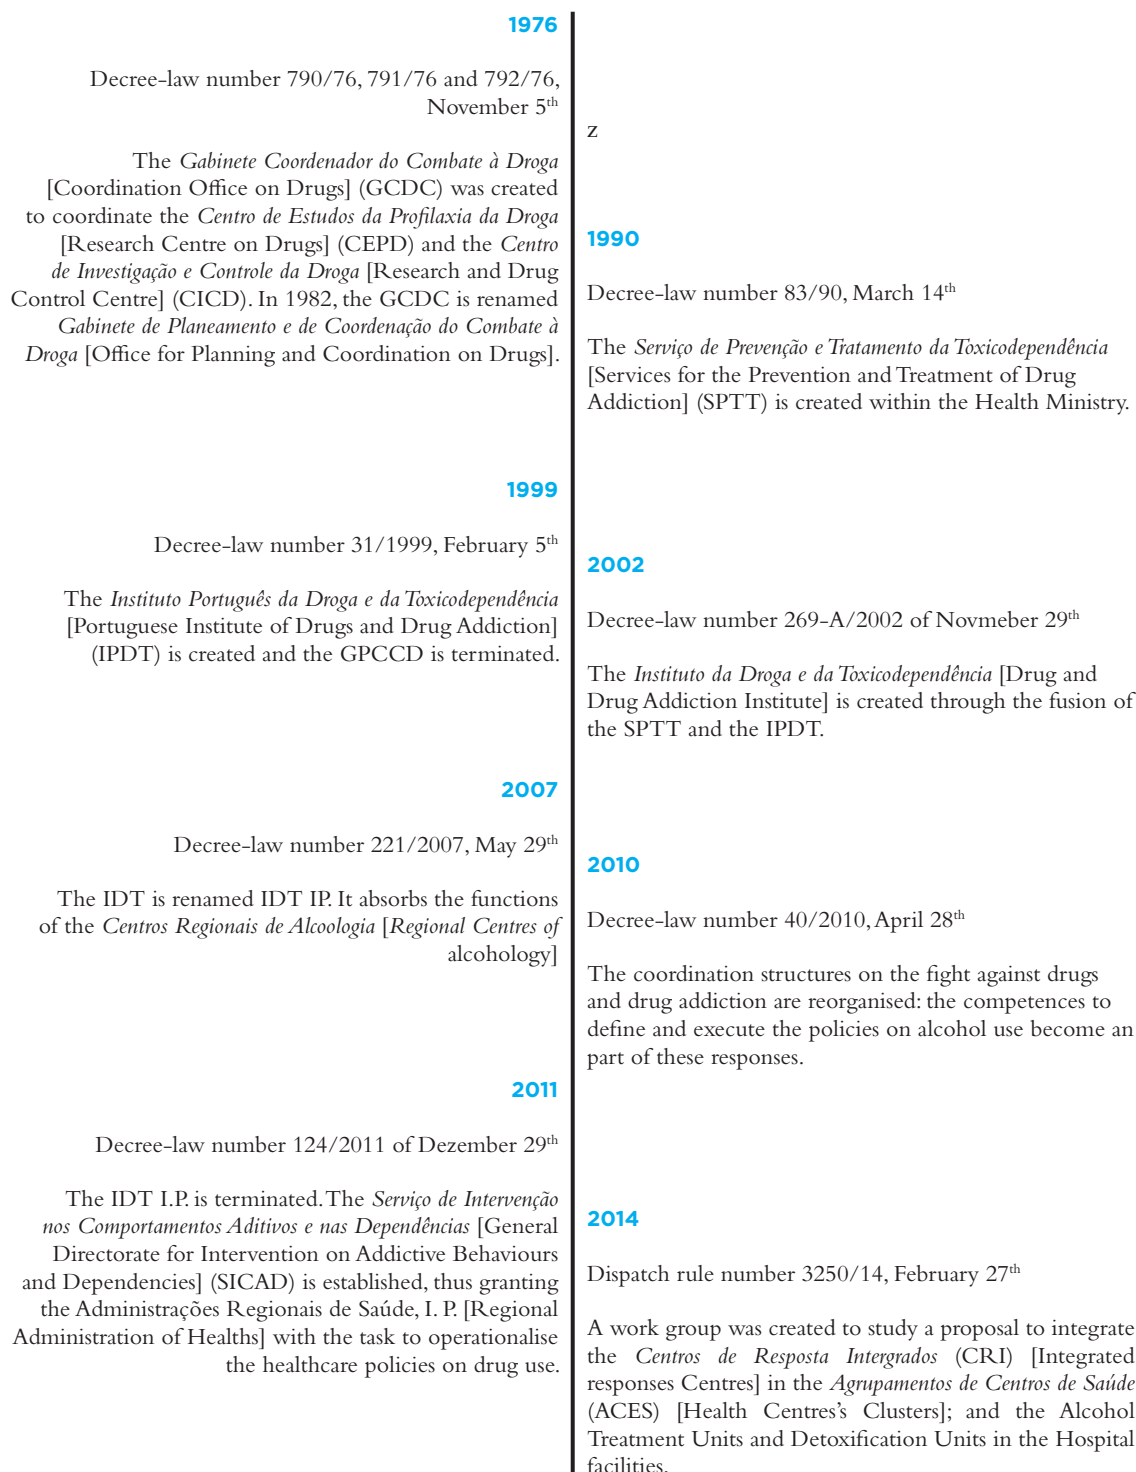 1976
Decree-law number 790/76, 791/76 and 792/76,
November 5th
The Gabinete Coordenador do Combate à Droga
[Coordination Office on Drugs] (GCDC) was created
to coordinate the Centro de Estudos da Profilaxia da Droga
[Research Centre on Drugs] (CEPD) and the Centro
de Investigação e Controle da Droga [Research and Drug
Control Centre] (CICD). In 1982, the GCDC is renamed
Gabinete de Planeamento e de Coordenação do Combate à
Droga [Office for Planning and Coordination on Drugs].
z
1990
Decree-law number 83/90, March 14th
The Serviço de Prevenção e Tratamento da Toxicodependência
[Services for the Prevention and Treatment of Drug
Addiction] (SPTT) is created within the Health Ministry.
1999
Decree-law number 31/1999, February 5th
The Instituto Português da Droga e da Toxicodependência
[Portuguese Institute of Drugs and Drug Addiction]
(IPDT) is created and the GPCCD is terminated.
2002
Decree-law number 269-A/2002 of Novmeber 29th
The Instituto da Droga e da Toxicodependência [Drug and
Drug Addiction Institute] is created through the fusion of
the SPTT and the IPDT.
2007
Decree-law number 221/2007, May 29th
The IDT is renamed IDT IP. It absorbs the functions
of the Centros Regionais de Alcoologia [Regional Centres of
alcohology]
2010
Decree-law number 40/2010, April 28th
The coordination structures on the fight against drugs
and drug addiction are reorganised: the competences to
define and execute the policies on alcohol use become an
part of these responses.
2011
Decree-law number 124/2011 of Dezember 29th
The IDT I.P. is terminated. The Serviço de Intervenção
nos Comportamentos Aditivos e nas Dependências [General
Directorate for Intervention on Addictive Behaviours
and Dependencies] (SICAD) is established, thus granting
the Administrações Regionais de Saúde, I. P. [Regional
Administration of Healths] with the task to operationalise
the healthcare policies on drug use.
2014
Dispatch rule number 3250/14, February 27th
A work group was created to study a proposal to integrate
the Centros de Resposta Intergrados (CRI) [Integrated
responses Centres] in the Agrupamentos de Centros de Saúde
(ACES) [Health Centres's Clusters]; and the Alcohol
Treatment Units and Detoxification Units in the Hospital
facilities.